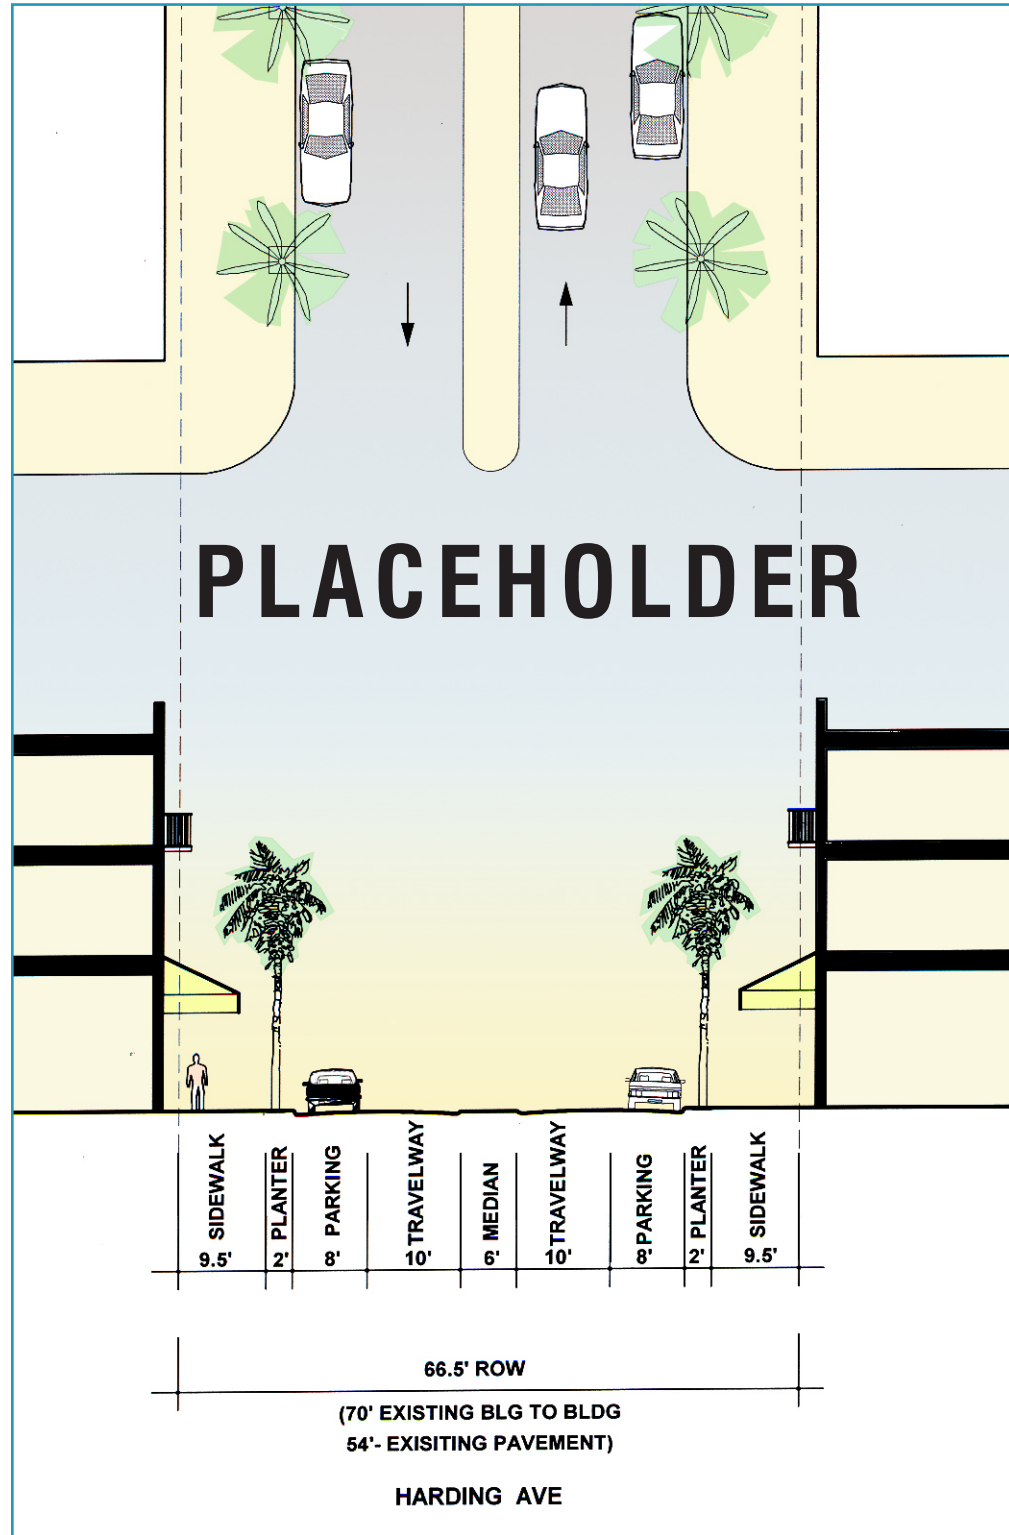 PLACEHOLDER
SIDEWALK PLANTER PARKING TRAVELWAY MEDIAN TRAVELWAY PARKING PLANTER SIDEWALK
9.5' 2' 8' 10' 6' 10' 8' 2' 9.5'
66.5' ROW
(70' EXISTING BLG TO BLDG
54'- EXISITING PAVEMENT)
HARDING AVE